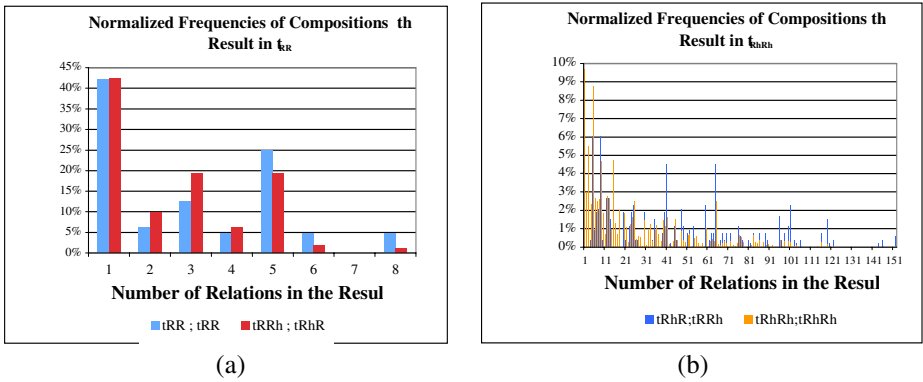 Normalized Frequencies of Compositions th
Result in tRR
45%
40%
35%
30%
25%
20%
15%
10%
5%
0%
1 2 3 4 5 6 7 8
Number of Relations in the Resul
tRR ; tRR tRRh ; tRhR
(a)
Normalized Frequencies of Compositions th
Result in tRhRh
10%
9%
8%
7%
6%
5%
4%
3%
2%
1%
0%
1 11 21 31 41 51 61 71 81 91 101 111 121 131 141 151
Number of Relations in the Resul
tRhR;tRRh tRhRh;tRhRh
(b)